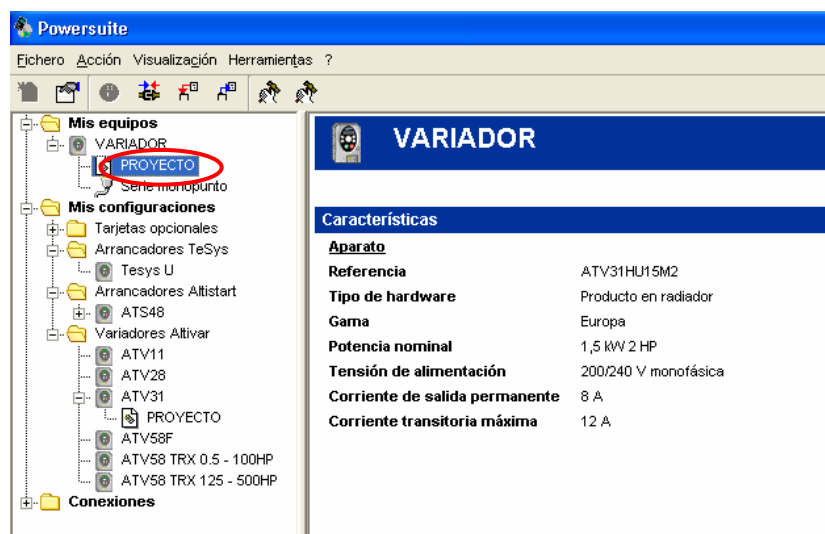 Powersuite
Fichero Acción Visualización Herramientas ?
Mis equipos
VARIADOR
PROYECTO
Serie monopunto
Mis configuraciones
Tarjetas opcionales
Arrancadores TeSys
Tesys U
Arrancadores Altistart
ATS48
Variadores Altivar
ATV11
ATV28
ATV31
PROYECTO
ATV58F
ATV58 TRX 0.5 - 100HP
ATV58 TRX 125 - 500HP
Conexiones
VARIADOR
Características
Aparato
Referencia ATV31HU15M2
Tipo de hardware Producto en radiador
Gama Europa
Potencia nominal 1,5 kW 2 HP
Tensión de alimentación 200/240 V monofásica
Corriente de salida permanente 8 A
Corriente transitoria máxima 12 A